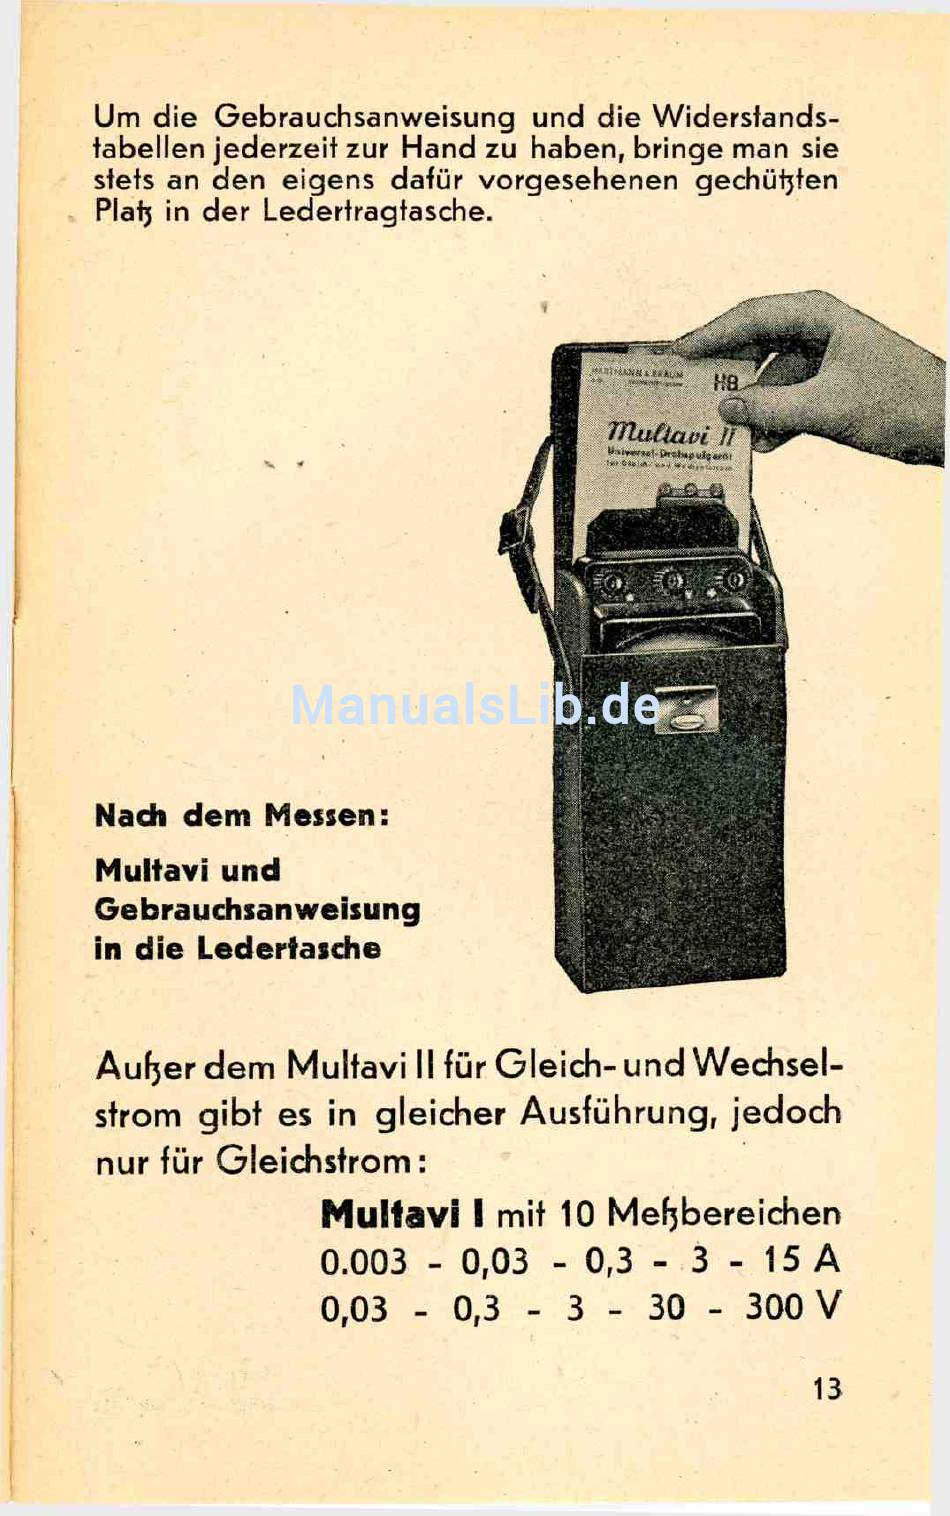 Um die Gebrauchsanweisung und die Widerstands-
tabellen jederzeit zur Hand zu haben, bringe man sie
stets an den eigens dafür vorgesehenen gechützten
Platz in der Ledertragtasche.
HARTMANN & BRAUN
HB
Multavi II
Universal-
ManualsLib.de
Nach dem Messen:
Multavi und
Gebrauchsanweisung
in die Ledertasche
Außer dem Multavi II für Gleich- und Wechsel-
strom gibt es in gleicher Ausführung, jedoch
nur für Gleichstrom:
Multavi I mit 10 Meßbereichen
0.003 - 0,03 - 0,3 - 3 - 15 A
0,03 - 0,3 - 3 - 30 - 300 V
13